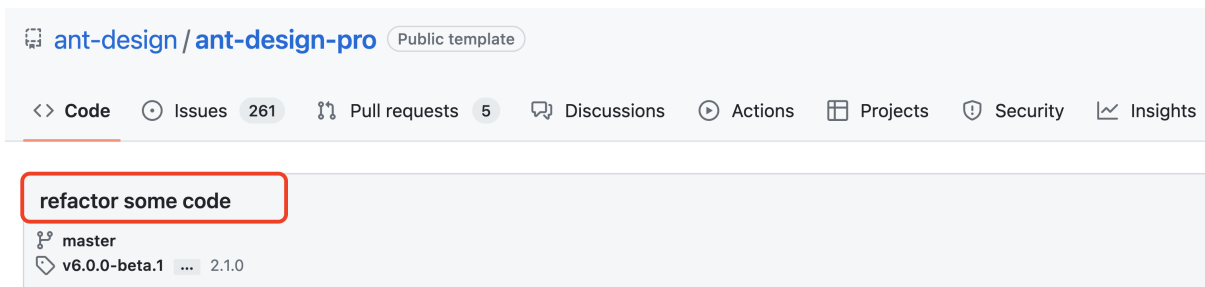 ant-design / ant-design-pro Public template
Code Issues 261 Pull requests 5 Discussions Actions Projects Security Insights
refactor some code
master
v6.0.0-beta.1 ... 2.1.0